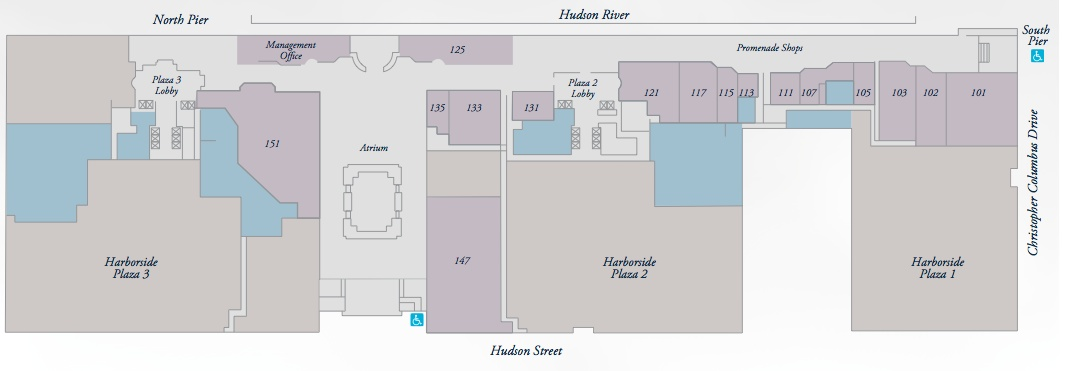 North Pier
Hudson River
South
Pier
Management
Office
125
Promenade Shops
Plaza 3
Lobby
Plaza 2
Lobby
121
117
115
113
111
107
105
103
102
101
135
133
131
151
Atrium
Christopher Columbus Drive
147
Harborside
Plaza 3
Harborside
Plaza 2
Harborside
Plaza 1
Hudson Street